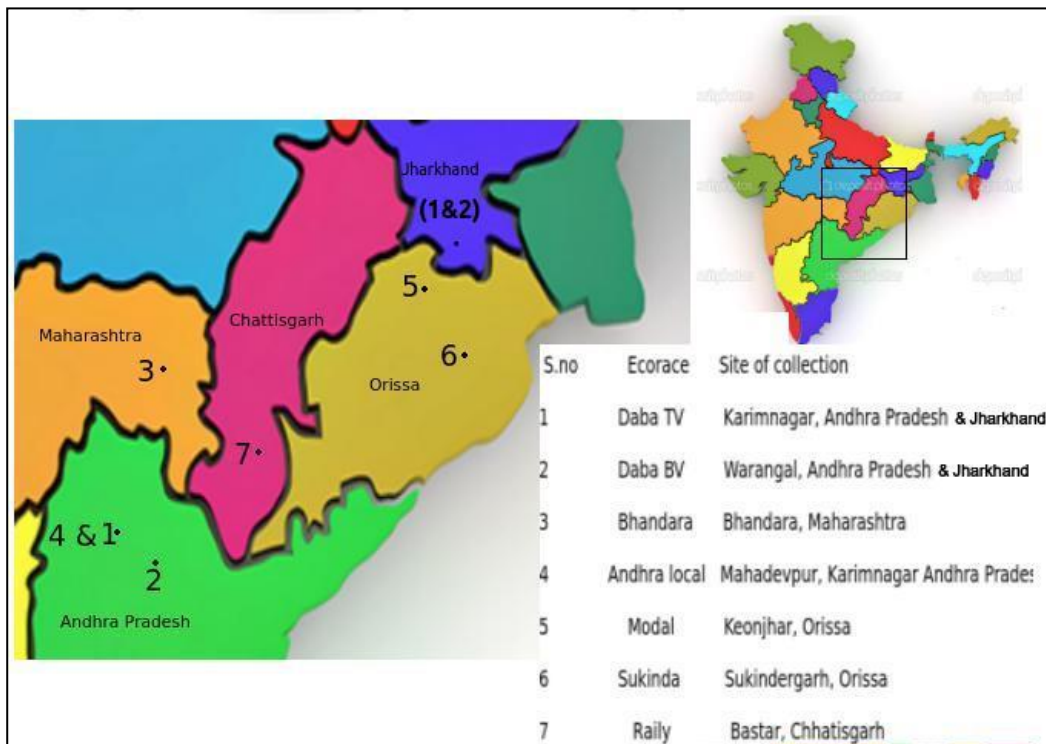 Jharkhand
(1&2)
5
Maharashtra
Chattisgarh
3
6
Orissa
7
4 &1
2
Andhra Pradesh
depositphotos
S.no Ecorace Site of collection
1 Daba TV Karimnagar, Andhra Pradesh & Jharkhand
2 Daba BV Warangal, Andhra Pradesh & Jharkhand
3 Bhandara Bhandara, Maharashtra
4 Andhra local Mahadevpur, Karimnagar Andhra Prades
5 Modal Keonjhar, Orissa
6 Sukinda Sukindergarh, Orissa
7 Raily Bastar, Chhatisgarh